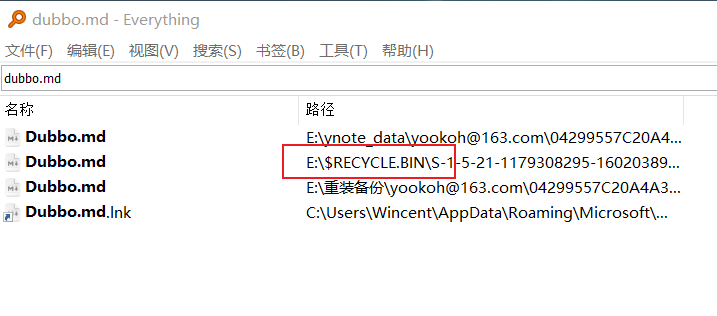 dubbo.md - Everything
文件(F) 编辑(E) 视图(V) 搜索(S) 书签(B) 工具(T) 帮助(H)
dubbo.md
名称 路径
Dubbo.md E:\ynote_data\yookoh@163.com\04299557C20A4...
Dubbo.md E:\$RECYCLE.BIN\S-1-5-21-1179308295-16020389...
Dubbo.md E:\重装备份\yookoh@163.com\04299557C20A4A3...
Dubbo.md.lnk C:\Users\Wincent\AppData\Roaming\Microsoft\...